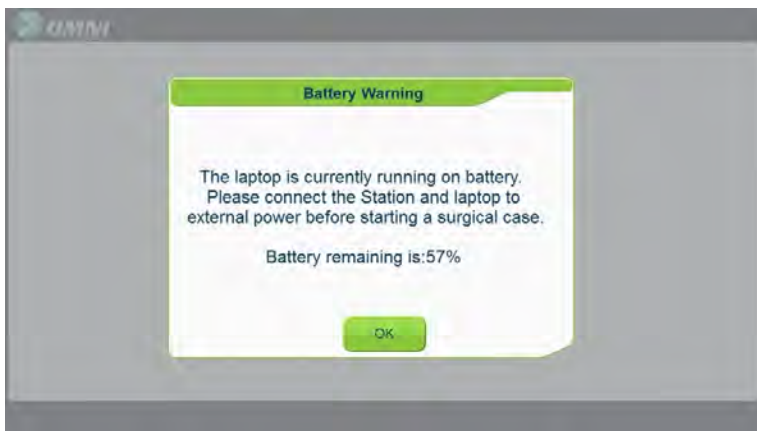 OMNI
Battery Warning
The laptop is currently running on battery.
Please connect the Station and laptop to
external power before starting a surgical case.
Battery remaining is:57%
OK